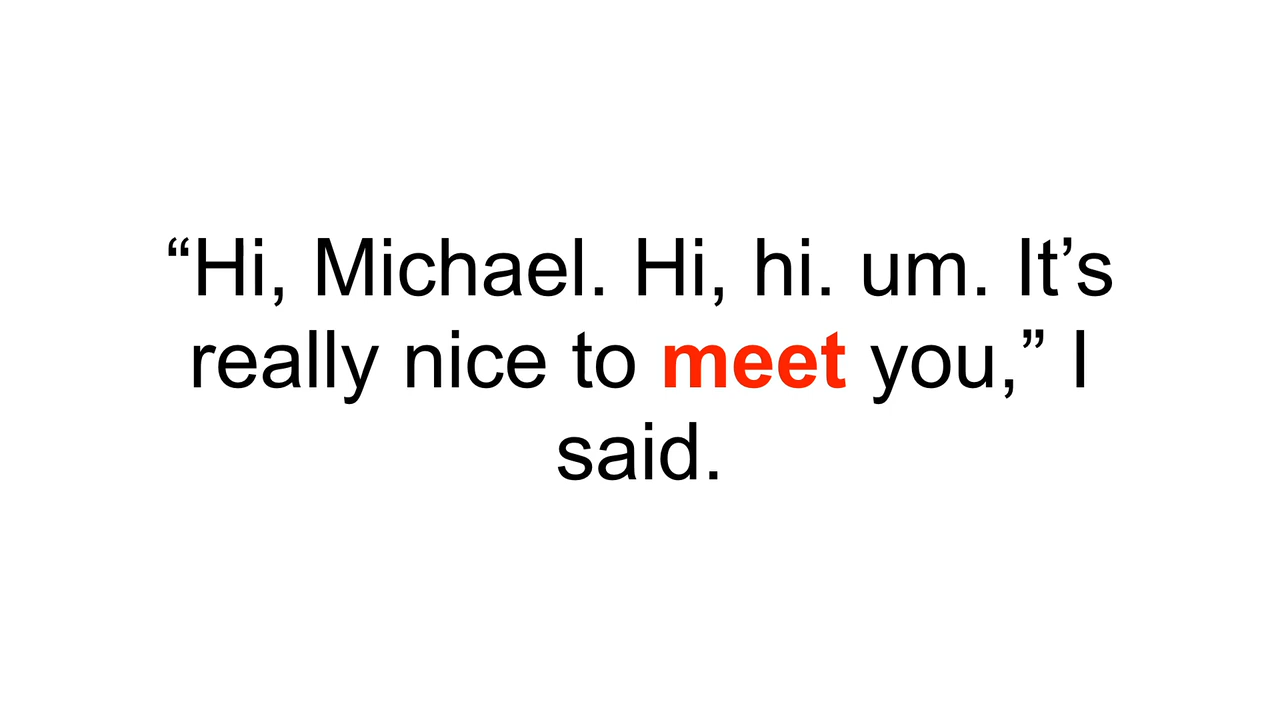 “Hi, Michael. Hi, hi. um. It’s
really nice to meet you,” I
said.